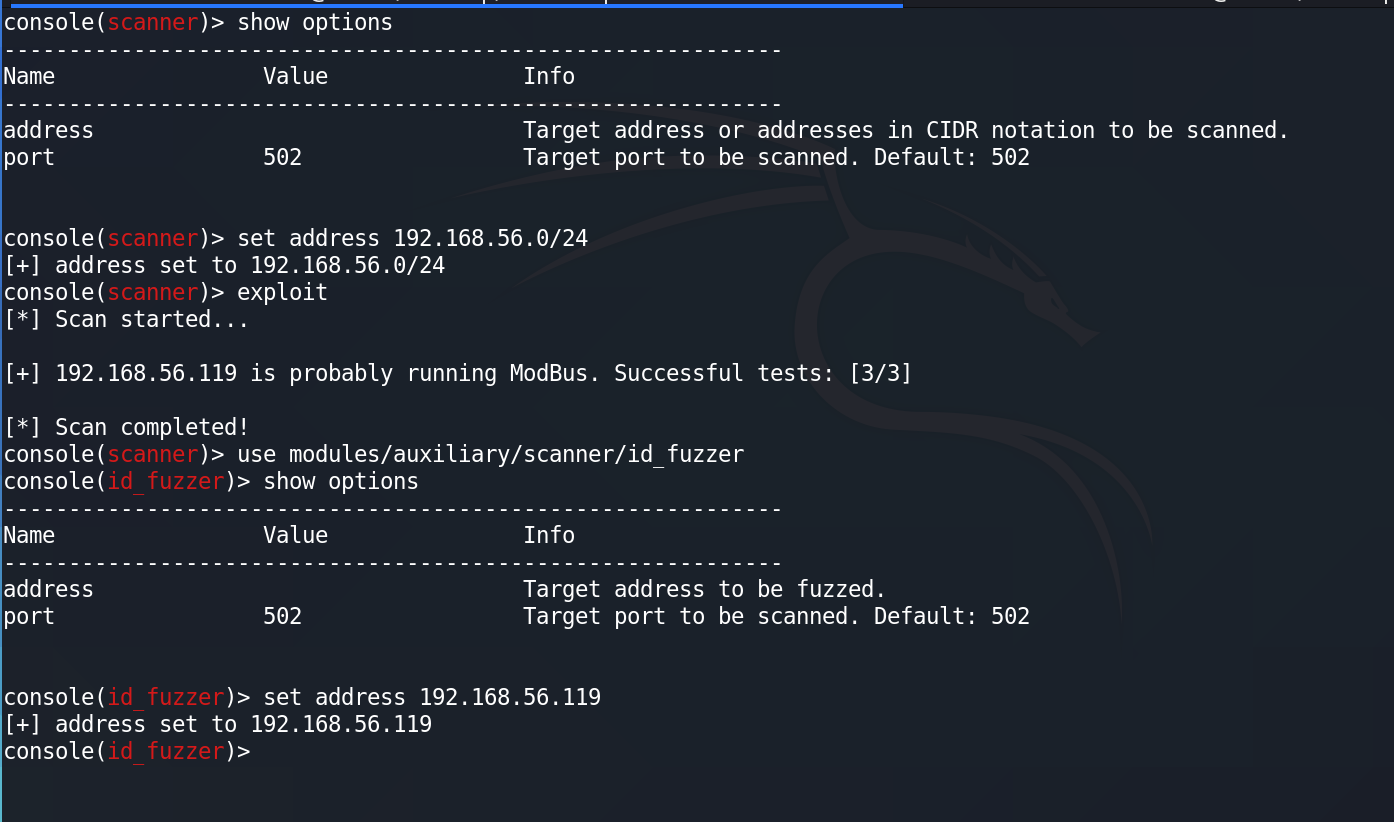 console(scanner)> show options
------------------------------------------------------------
Name                Value               Info
------------------------------------------------------------
address                                 Target address or addresses in CIDR notation to be scanned.
port                502                 Target port to be scanned. Default: 502
console(scanner)> set address 192.168.56.0/24
[+] address set to 192.168.56.0/24
console(scanner)> exploit
[*] Scan started...
[+] 192.168.56.119 is probably running ModBus. Successful tests: [3/3]
[*] Scan completed!
console(scanner)> use modules/auxiliary/scanner/id_fuzzer
console(id_fuzzer)> show options
------------------------------------------------------------
Name                Value               Info
------------------------------------------------------------
address                                 Target address to be fuzzed.
port                502                 Target port to be scanned. Default: 502
console(id_fuzzer)> set address 192.168.56.119
[+] address set to 192.168.56.119
console(id_fuzzer)>